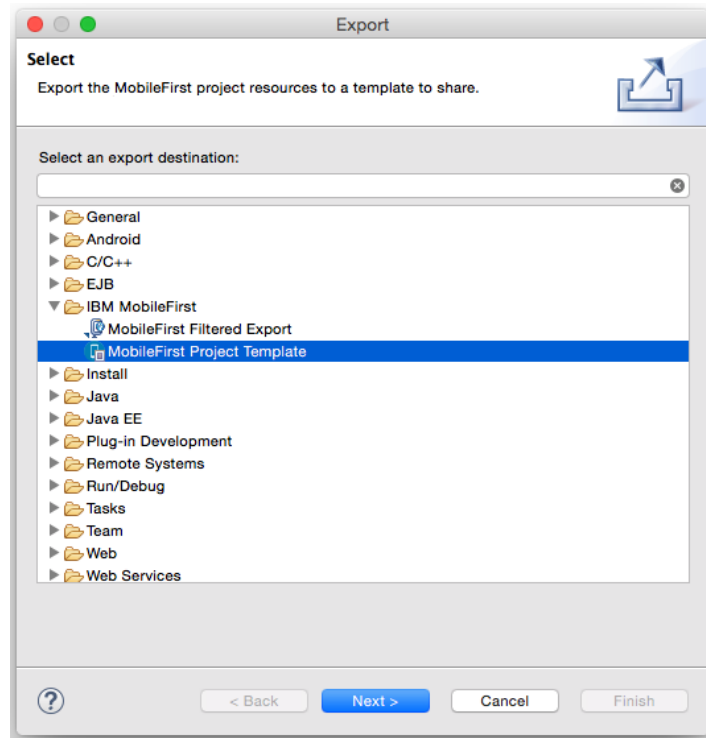 Export
Select
Export the MobileFirst project resources to a template to share.
Select an export destination:
General
Android
C/C++
EJB
IBM MobileFirst
MobileFirst Filtered Export
MobileFirst Project Template
Install
Java
Java EE
Plug-in Development
Remote Systems
Run/Debug
Tasks
Team
Web
Web Services
? < Back Next > Cancel Finish